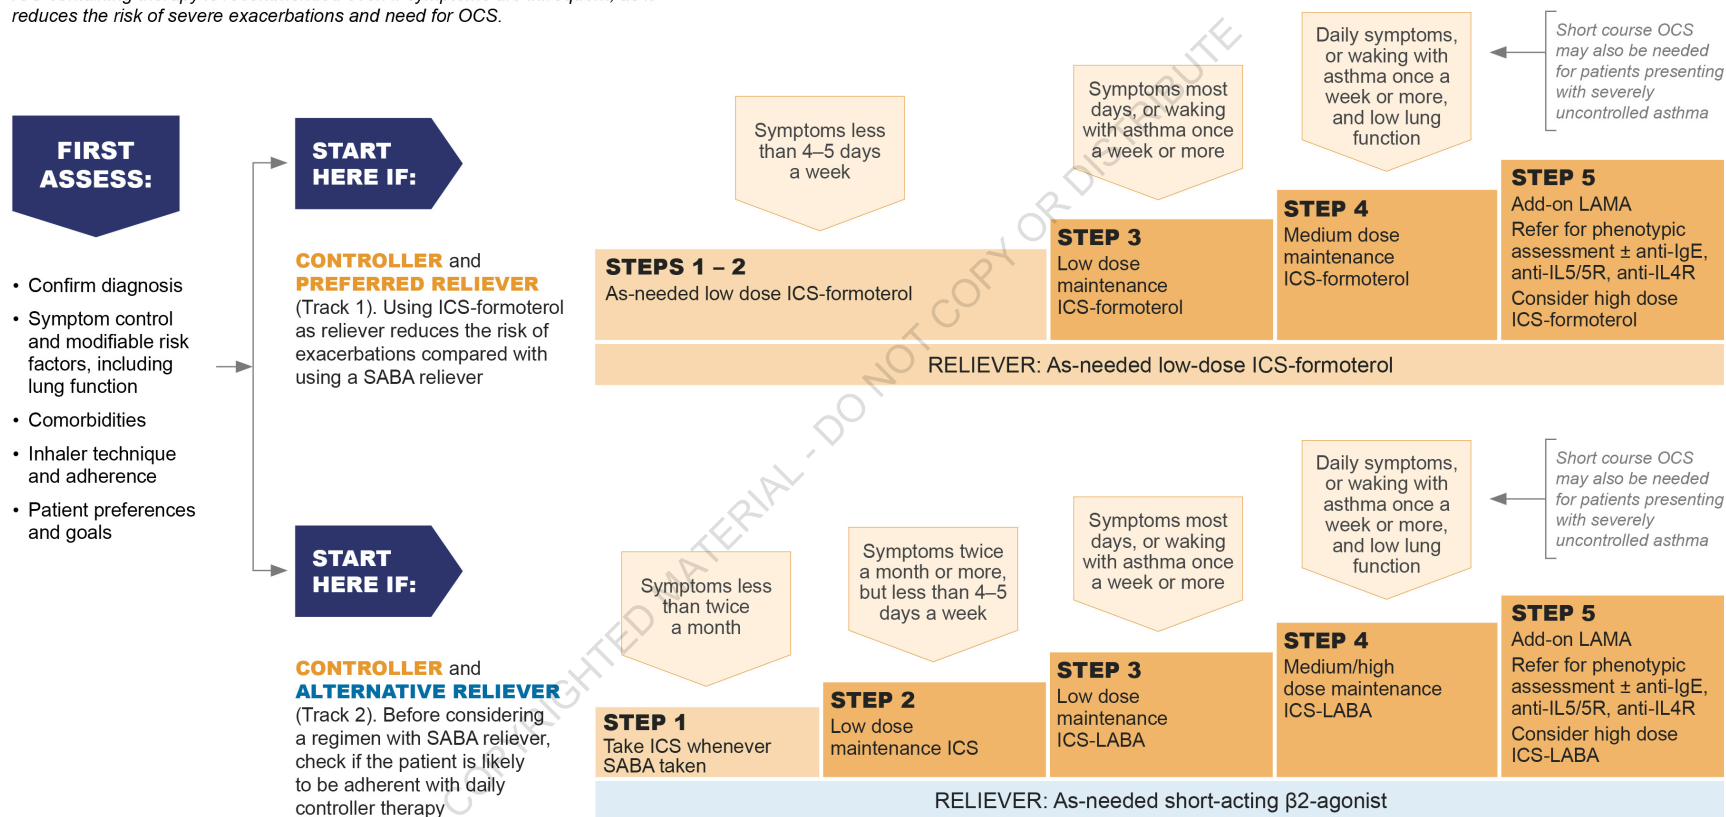 reduces the risk of severe exacerbations and need for OCS.
FIRST
ASSESS:
• Confirm diagnosis
• Symptom control
and modifiable risk
factors, including
lung function
• Comorbidities
• Inhaler technique
and adherence
• Patient preferences
and goals
START
HERE IF:
CONTROLLER and
PREFERRED RELIEVER
(Track 1). Using ICS-formoterol
as reliever reduces the risk of
exacerbations compared with
using a SABA reliever
Symptoms less
than 4–5 days
a week
Symptoms most
days, or waking
with asthma once
a week or more
Daily symptoms,
or waking with
asthma once a
week or more,
and low lung
function
Short course OCS
may also be needed
for patients presenting
with severely
uncontrolled asthma
STEPS 1 – 2
As-needed low dose ICS-formoterol
STEP 3
Low dose
maintenance
ICS-formoterol
STEP 4
Medium dose
maintenance
ICS-formoterol
STEP 5
Add-on LAMA
Refer for phenotypic
assessment ± anti-IgE,
anti-IL5/5R, anti-IL4R
Consider high dose
ICS-formoterol
RELIEVER: As-needed low-dose ICS-formoterol
START
HERE IF:
CONTROLLER and
ALTERNATIVE RELIEVER
(Track 2). Before considering
a regimen with SABA reliever,
check if the patient is likely
to be adherent with daily
controller therapy
Symptoms less
than twice
a month
Symptoms twice
a month or more,
but less than 4–5
days a week
Symptoms most
days, or waking
with asthma once
a week or more
Daily symptoms,
or waking with
asthma once a
week or more,
and low lung
function
Short course OCS
may also be needed
for patients presenting
with severely
uncontrolled asthma
STEP 1
Take ICS whenever
SABA taken
STEP 2
Low dose
maintenance ICS
STEP 3
Low dose
maintenance
ICS-LABA
STEP 4
Medium/high
dose maintenance
ICS-LABA
STEP 5
Add-on LAMA
Refer for phenotypic
assessment ± anti-IgE,
anti-IL5/5R, anti-IL4R
Consider high dose
ICS-LABA
RELIEVER: As-needed short-acting β2-agonist
COPYRIGHTED MATERIAL - DO NOT COPY OR DISTRIBUTE